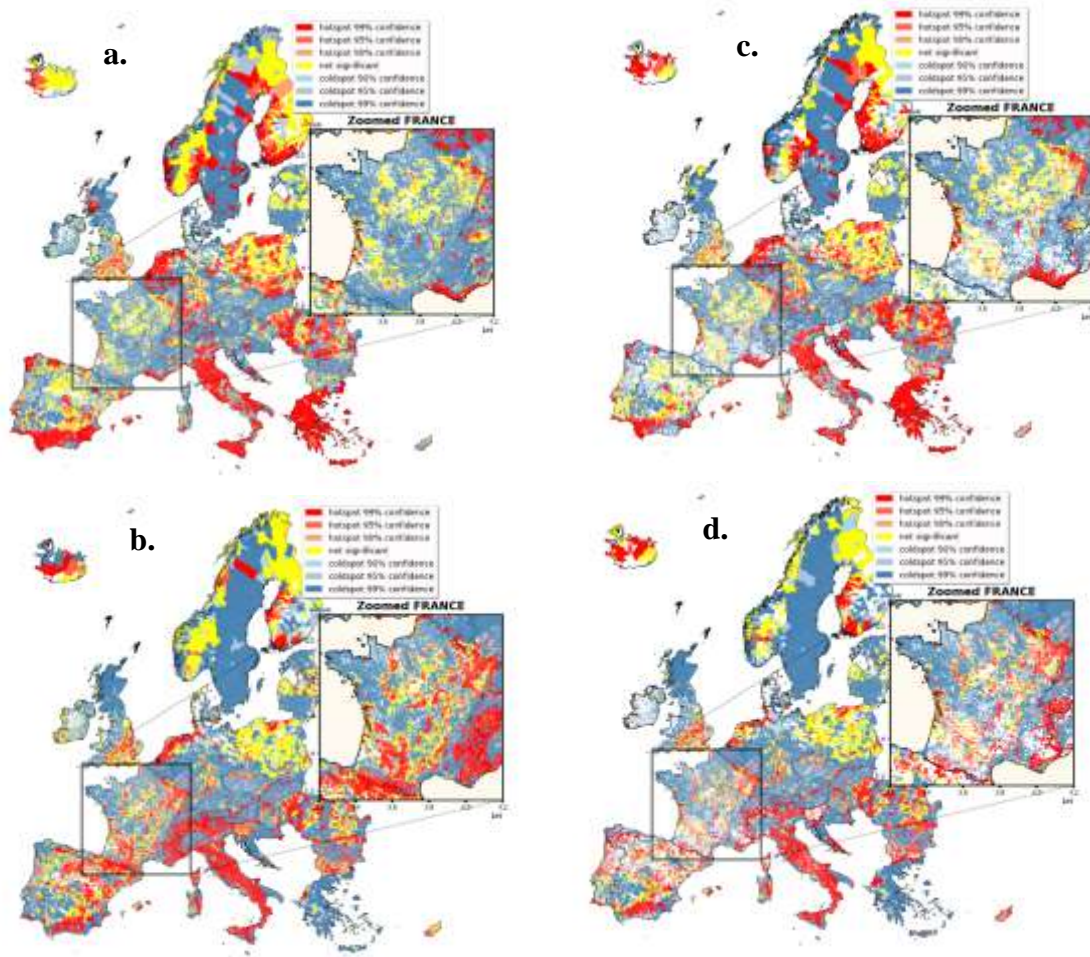 a.
hotspot 99% confidence
hotspot 95% confidence
hotspot 90% confidence
not significant
coldspot 90% confidence
coldspot 95% confidence
coldspot 99% confidence
Zoomed FRANCE
c.
hotspot 99% confidence
hotspot 95% confidence
hotspot 90% confidence
not significant
coldspot 90% confidence
coldspot 95% confidence
coldspot 99% confidence
Zoomed FRANCE
b.
hotspot 99% confidence
hotspot 95% confidence
hotspot 90% confidence
not significant
coldspot 90% confidence
coldspot 95% confidence
coldspot 99% confidence
Zoomed FRANCE
d.
hotspot 99% confidence
hotspot 95% confidence
hotspot 90% confidence
not significant
coldspot 90% confidence
coldspot 95% confidence
coldspot 99% confidence
Zoomed FRANCE